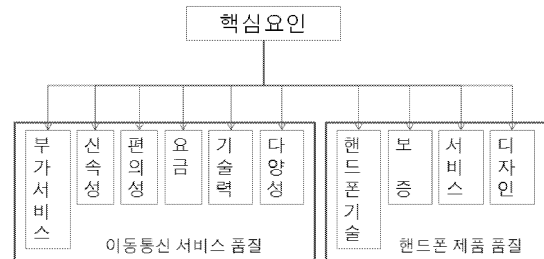 핵심요인
부가서비스
신속성
편의성
요금
기술력
다양성
핸드폰기술
보 증
서비스
디자인
이동통신 서비스 품질
핸드폰 제품 품질